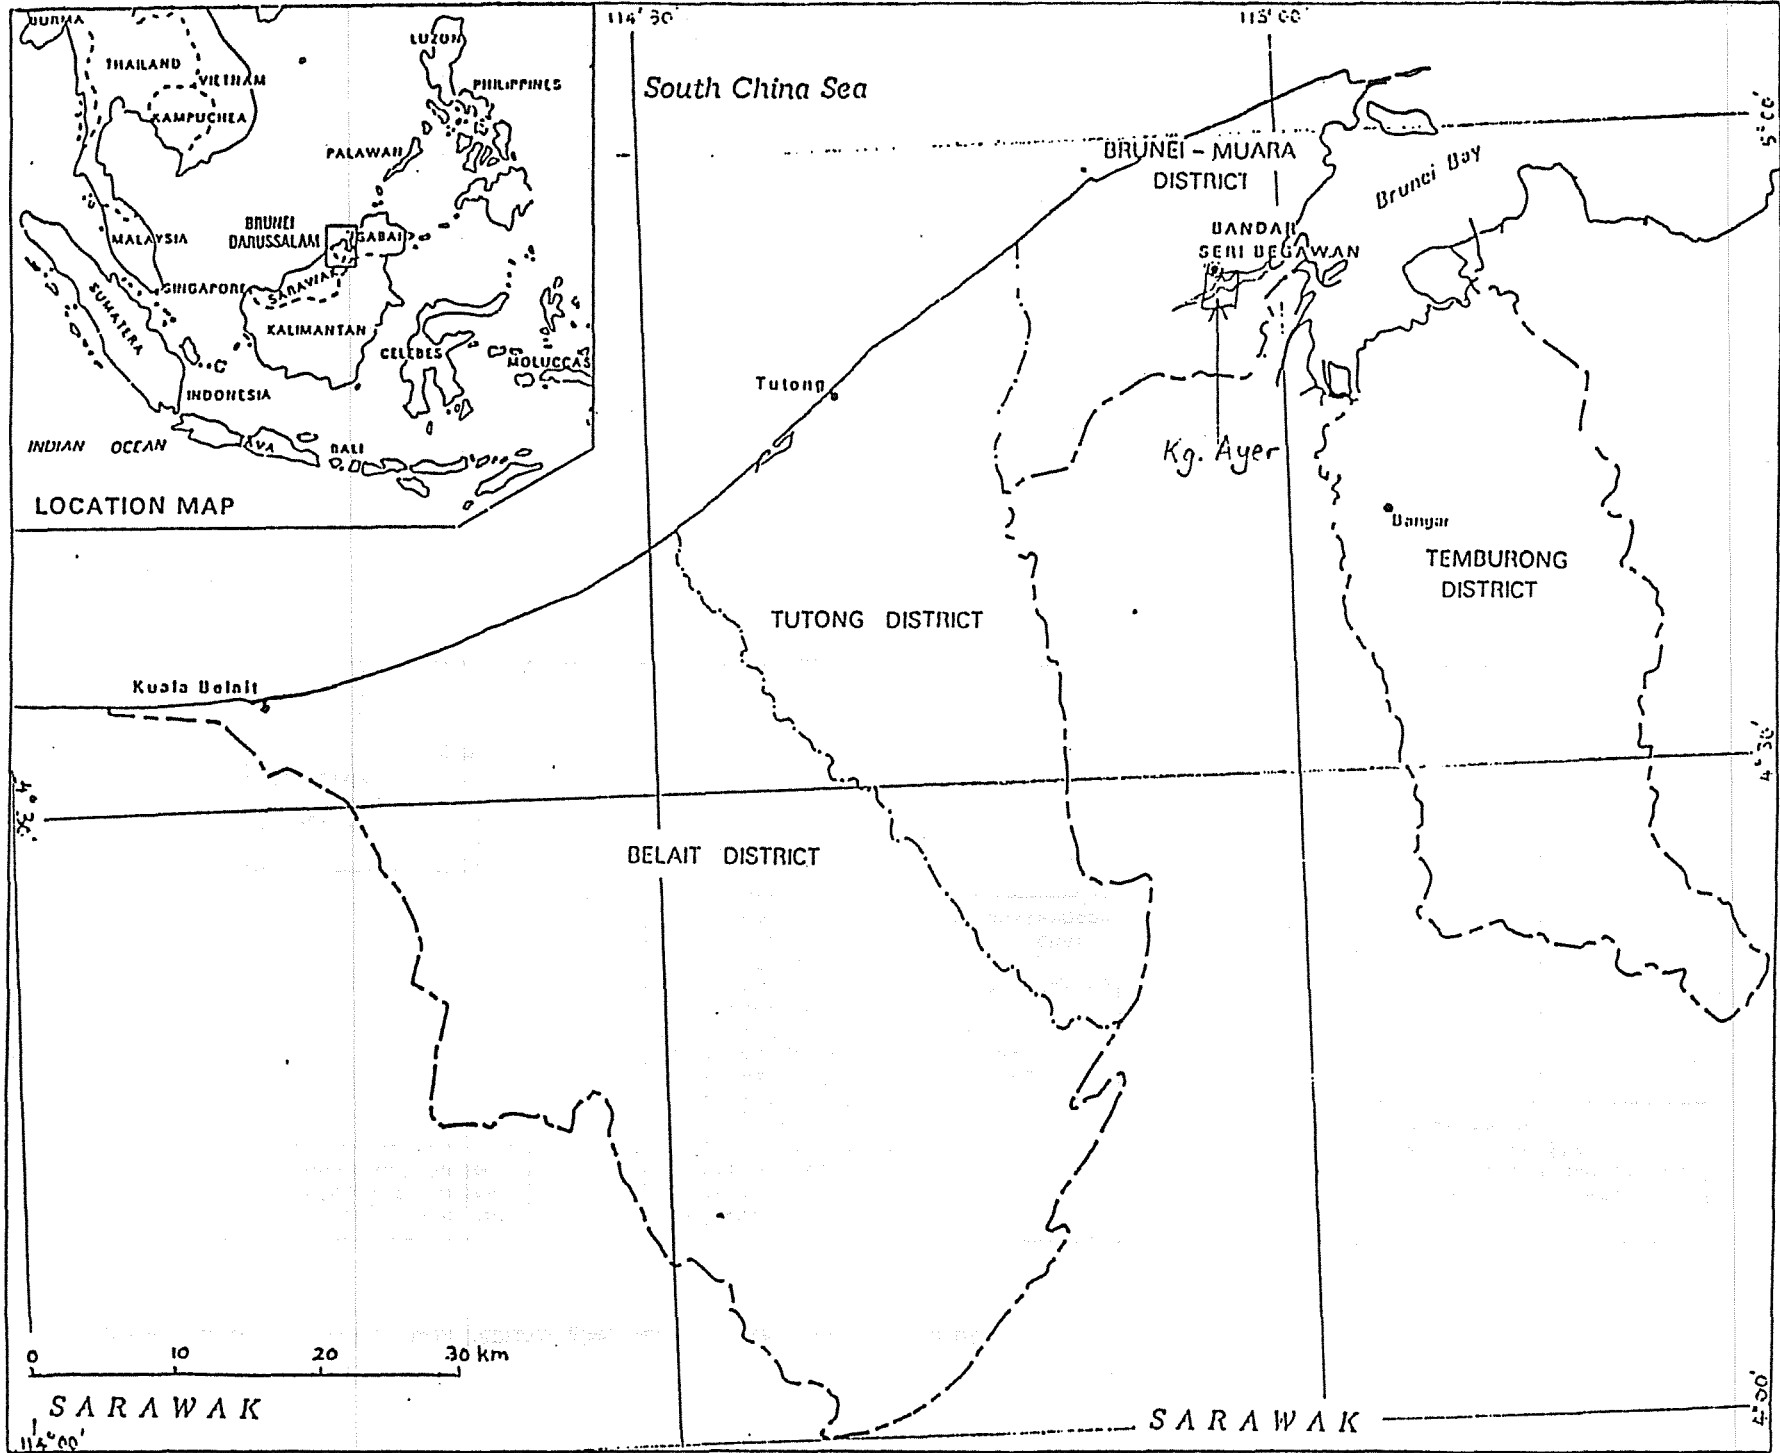 BURMA
THAILAND
VIETNAM
KAMPUCHEA
LUZON
PHILIPPINES
PALAWAN
BRUNEI
DARUSSALAM
MALAYSIA
SINGAPORE
SARAWAK
SUMATERA
KALIMANTAN
CELEBES
MOLUCCAS
INDONESIA
INDIAN OCEAN
BALI
LOCATION MAP
114° 30'
115° 00'
South China Sea
5° 00'
BRUNEI - MUARA
DISTRICT
Brunei Bay
BANDAR
SERI BEGAWAN
Tutong
Kg. Ayer
Bangar
TEMBURONG
DISTRICT
TUTONG DISTRICT
Kuala Belait
4° 30'
4° 30'
BELAIT DISTRICT
0 10 20 30 km
SARAWAK
SARAWAK
4° 00'
114° 00'